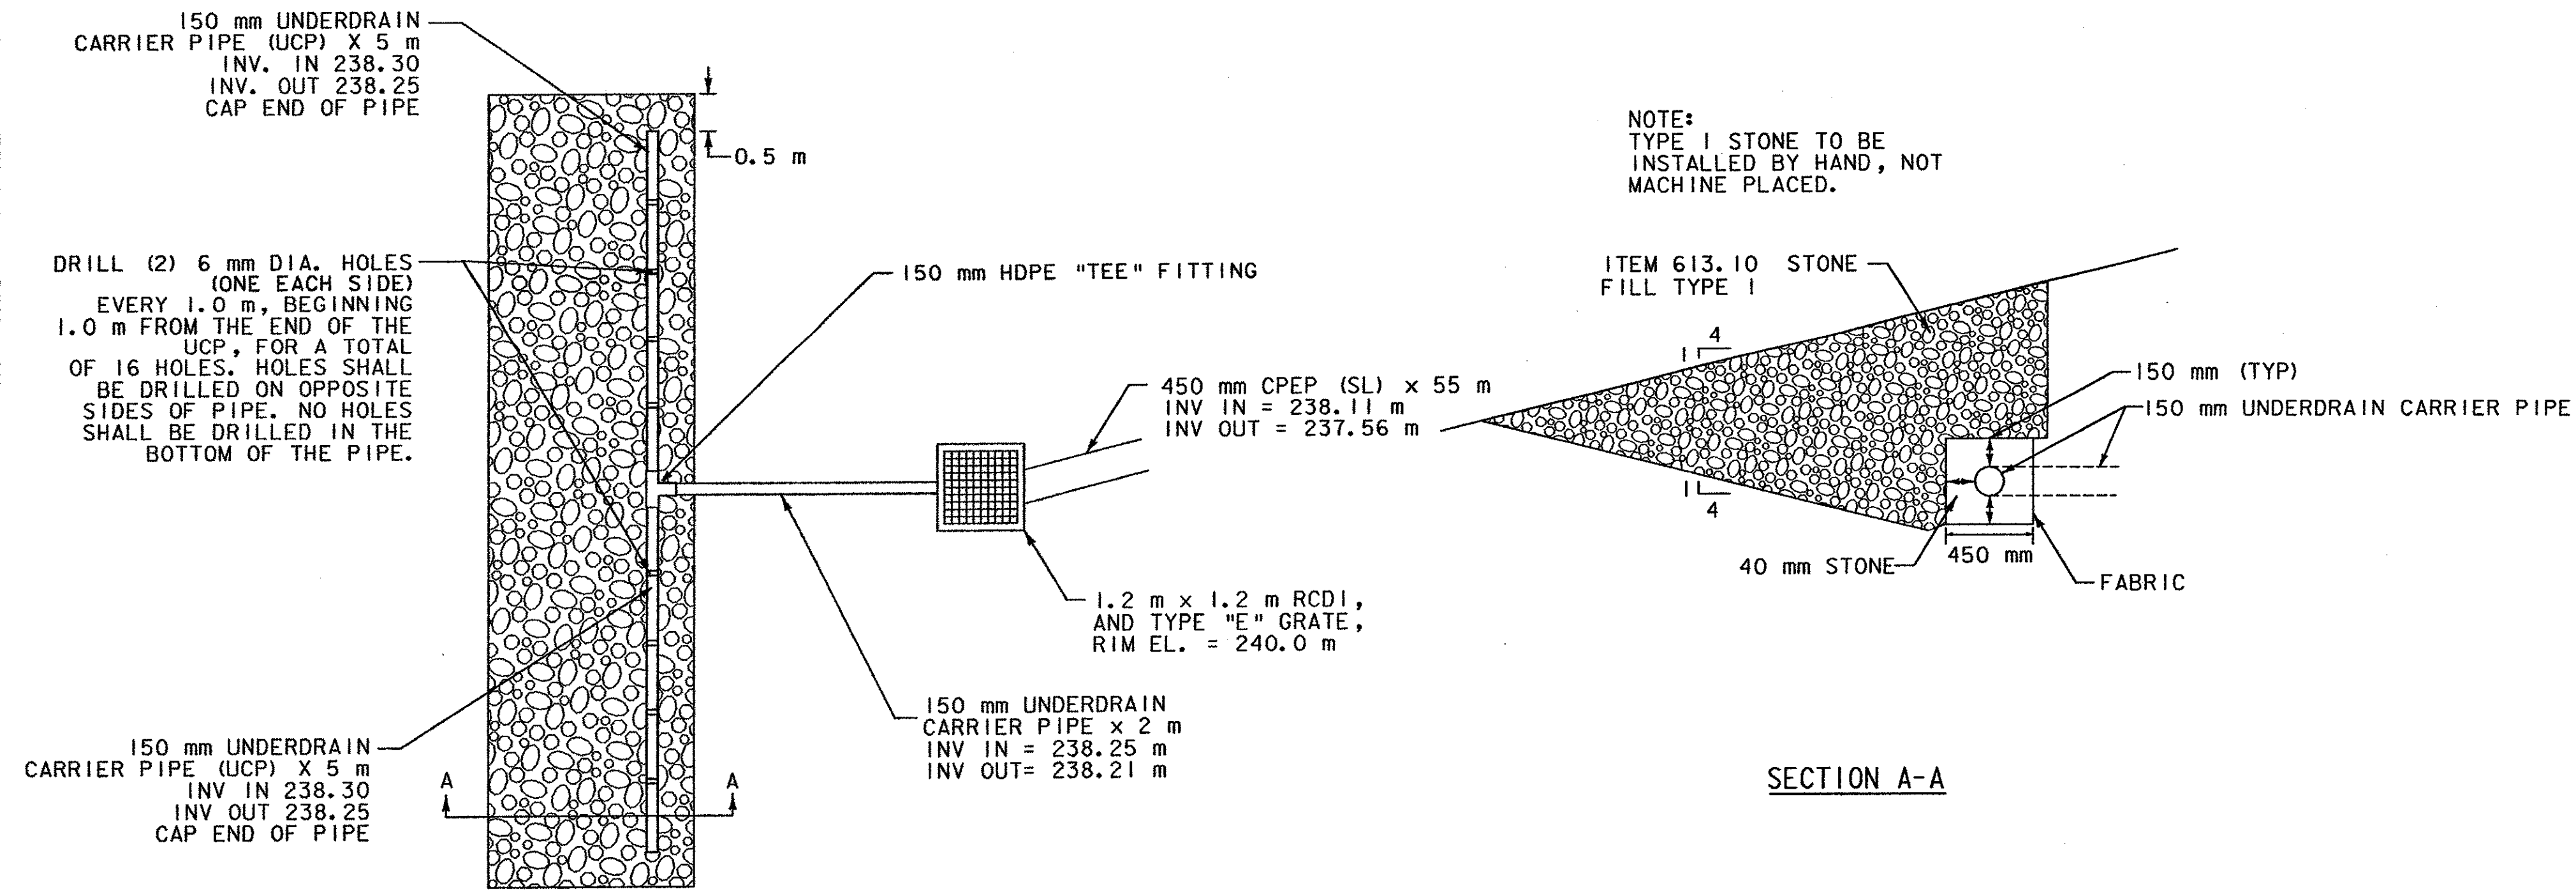 150 mm UNDERDRAIN
CARRIER PIPE (UCP) X 5 m
INV. IN 238.30
INV. OUT 238.25
CAP END OF PIPE
0.5 m
DRILL (2) 6 mm DIA. HOLES
(ONE EACH SIDE)
EVERY 1.0 m, BEGINNING
1.0 m FROM THE END OF THE
UCP, FOR A TOTAL
OF 16 HOLES. HOLES SHALL
BE DRILLED ON OPPOSITE
SIDES OF PIPE. NO HOLES
SHALL BE DRILLED IN THE
BOTTOM OF THE PIPE.
150 mm HDPE "TEE" FITTING
450 mm CPEP (SL) x 55 m
INV IN = 238.11 m
INV OUT = 237.56 m
1.2 m x 1.2 m RCDI,
AND TYPE "E" GRATE,
RIM EL. = 240.0 m
150 mm UNDERDRAIN
CARRIER PIPE x 2 m
INV IN = 238.25 m
INV OUT= 238.21 m
150 mm UNDERDRAIN
CARRIER PIPE (UCP) X 5 m
INV IN 238.30
INV OUT 238.25
CAP END OF PIPE
A A
NOTE:
TYPE I STONE TO BE
INSTALLED BY HAND, NOT
MACHINE PLACED.
ITEM 613.10 STONE
FILL TYPE I
4
1
1
4
150 mm (TYP)
150 mm UNDERDRAIN CARRIER PIPE
450 mm
40 mm STONE
FABRIC
SECTION A-A